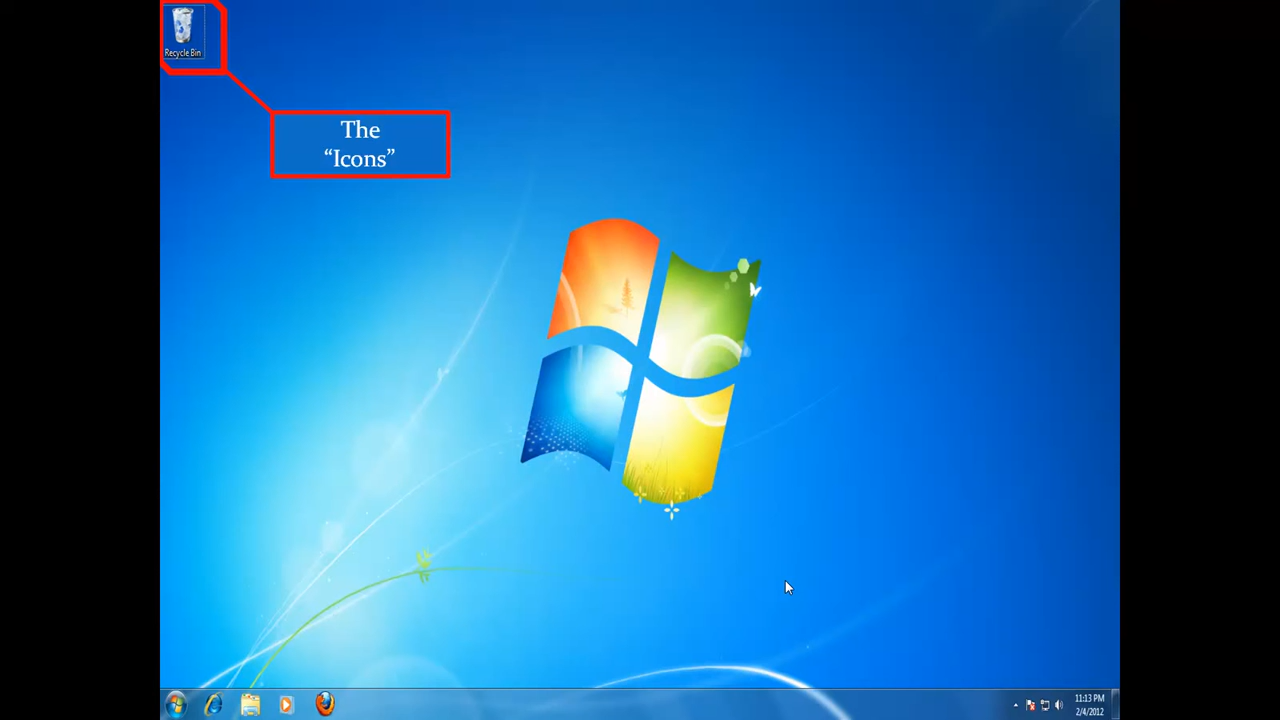 Recycle Bin
The
“Icons”
11:13 PM
2/4/2012